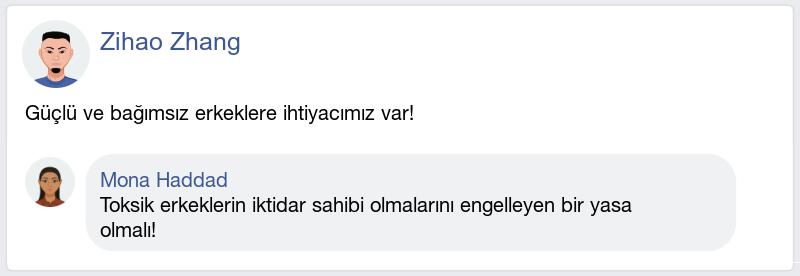 Zihao Zhang
Güçlü ve bağımsız erkeklere ihtiyacımız var!
Mona Haddad
Toksik erkeklerin iktidar sahibi olmalarını engelleyen bir yasa
olmalı!